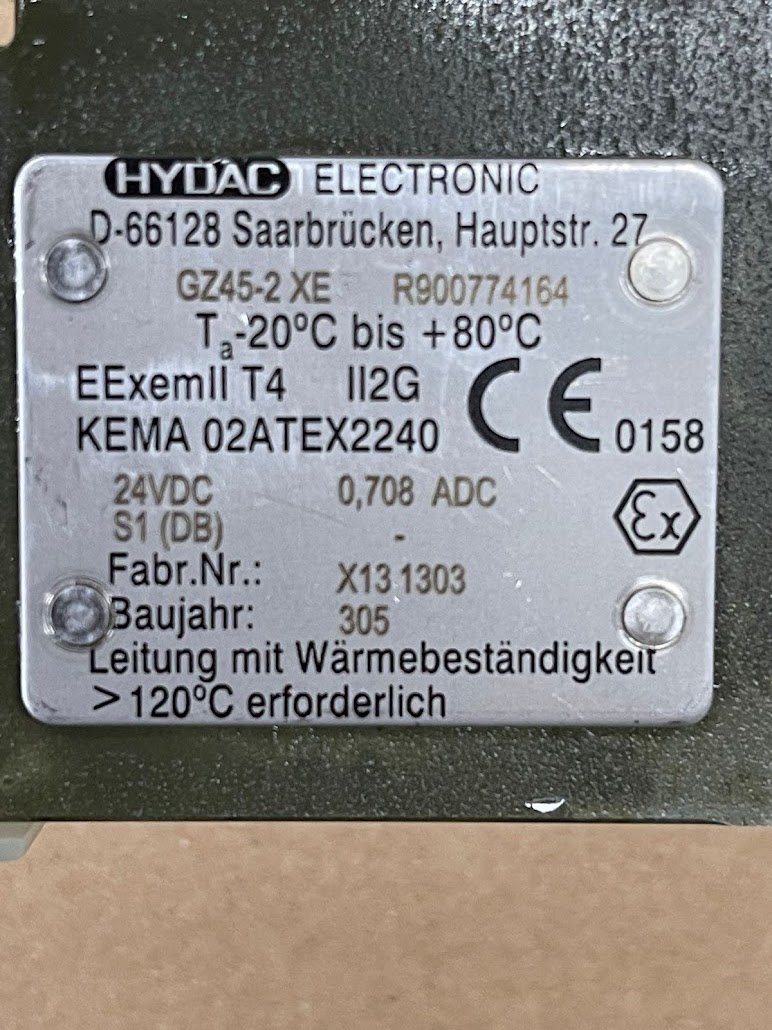 HYDAC ELECTRONIC
D-66128 Saarbrücken, Hauptstr. 27
GZ45-2 XE R900774164
Ta-20°C bis +80°C
EExemII T4 II2G
KEMA 02ATEX2240 CE 0158
24VDC 0,708 ADC
S1 (DB) - Ex
Fabr.Nr.: X13 1303
Baujahr: 305
Leitung mit Wärmebeständigkeit
>120°C erforderlich